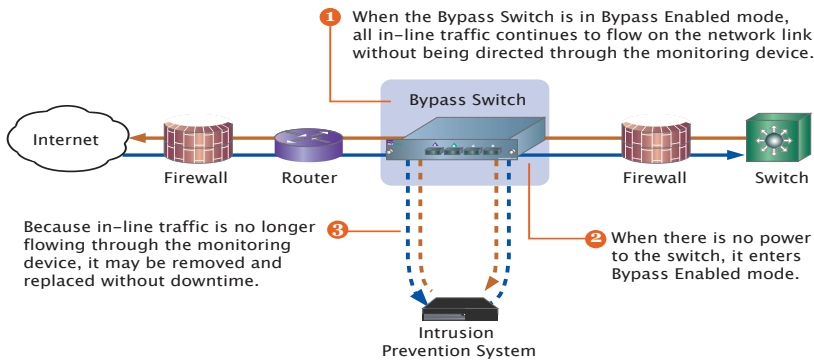 1 When the Bypass Switch is in Bypass Enabled mode,
all in-line traffic continues to flow on the network link
without being directed through the monitoring device.
Bypass Switch
Internet
Firewall
Router
Firewall
Switch
Because in-line traffic is no longer
flowing through the monitoring
device, it may be removed and
replaced without downtime.
3
2 When there is no power
to the switch, it enters
Bypass Enabled mode.
Intrusion
Prevention System